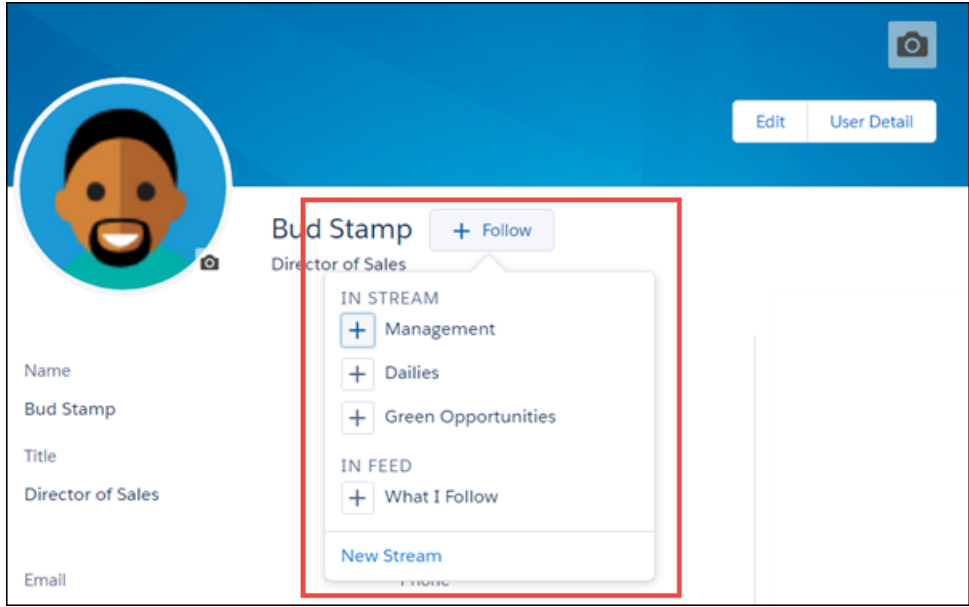 Edit
User Detail
Bud Stamp
+ Follow
Director of Sales
IN STREAM
+ Management
+ Dailies
+ Green Opportunities
IN FEED
+ What I Follow
New Stream
Name
Bud Stamp
Title
Director of Sales
Email
Phone